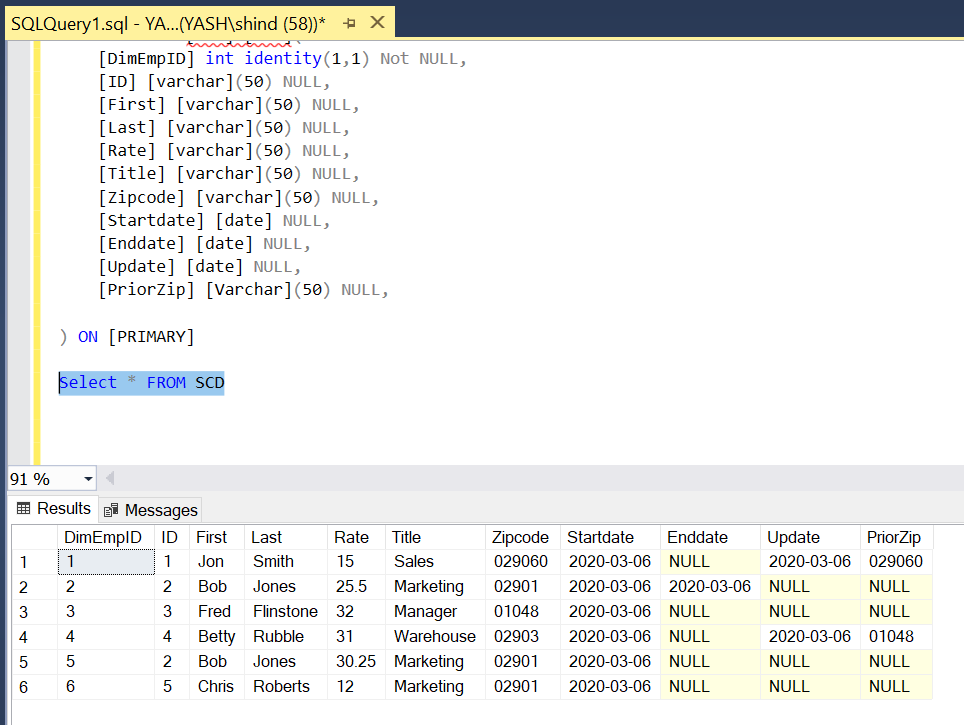 SQLQuery1.sql - YA...(YASH\shind (58))*
[DimEmpID] int identity(1,1) Not NULL,
[ID] [varchar](50) NULL,
[First] [varchar](50) NULL,
[Last] [varchar](50) NULL,
[Rate] [varchar](50) NULL,
[Title] [varchar](50) NULL,
[Zipcode] [varchar](50) NULL,
[Startdate] [date] NULL,
[Enddate] [date] NULL,
[Update] [date] NULL,
[PriorZip] [Varchar](50) NULL,
) ON [PRIMARY]
Select * FROM SCD
91 %
Results Messages
DimEmpID ID First Last Rate Title Zipcode Startdate Enddate Update PriorZip
1 1 1 Jon Smith 15 Sales 029060 2020-03-06 NULL 2020-03-06 029060
2 2 2 Bob Jones 25.5 Marketing 02901 2020-03-06 2020-03-06 NULL NULL
3 3 3 Fred Flinstone 32 Manager 01048 2020-03-06 NULL NULL NULL
4 4 4 Betty Rubble 31 Warehouse 02903 2020-03-06 NULL 2020-03-06 01048
5 5 2 Bob Jones 30.25 Marketing 02901 2020-03-06 NULL NULL NULL
6 6 5 Chris Roberts 12 Marketing 02901 2020-03-06 NULL NULL NULL